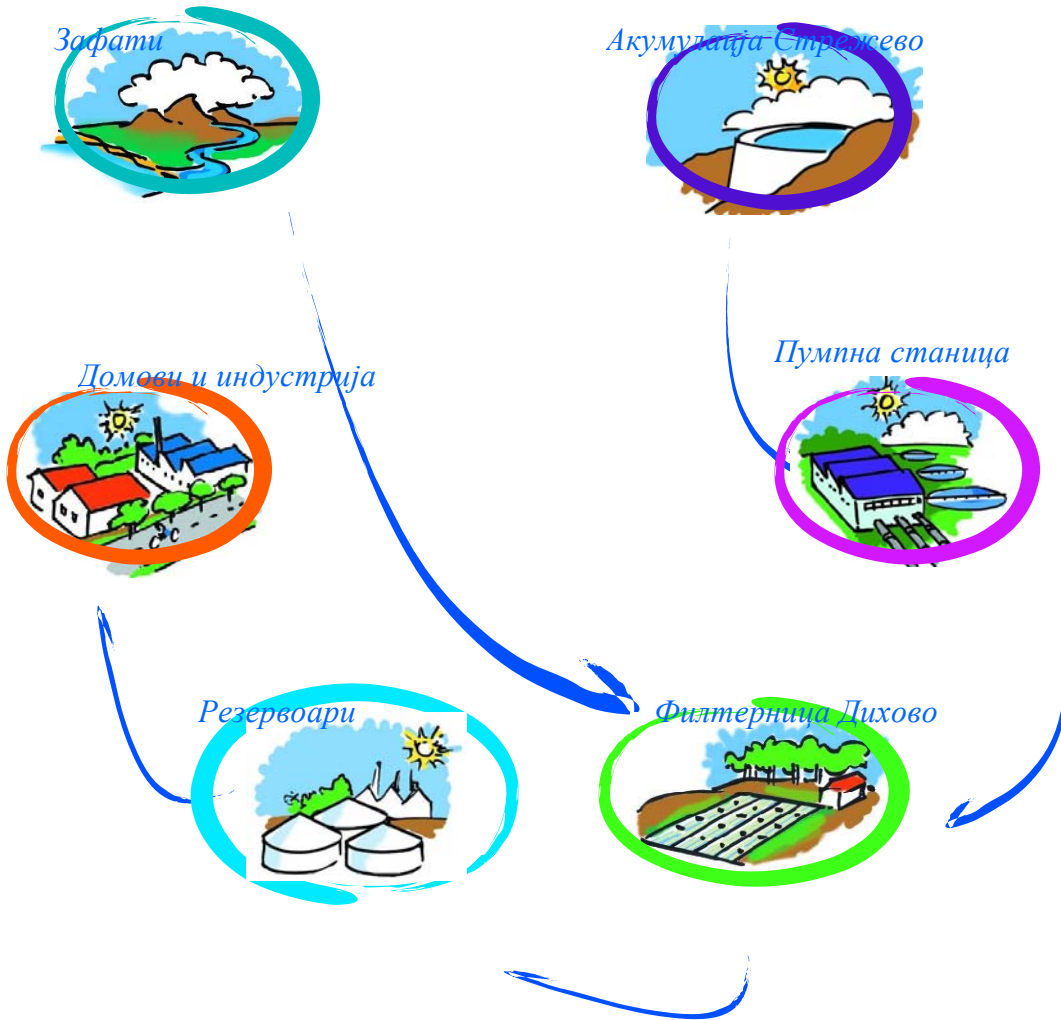 Зафати
Акумулација Стрежево
Пумпна станица
Домови и индустрија
Резервоари
Филтерница Дихово